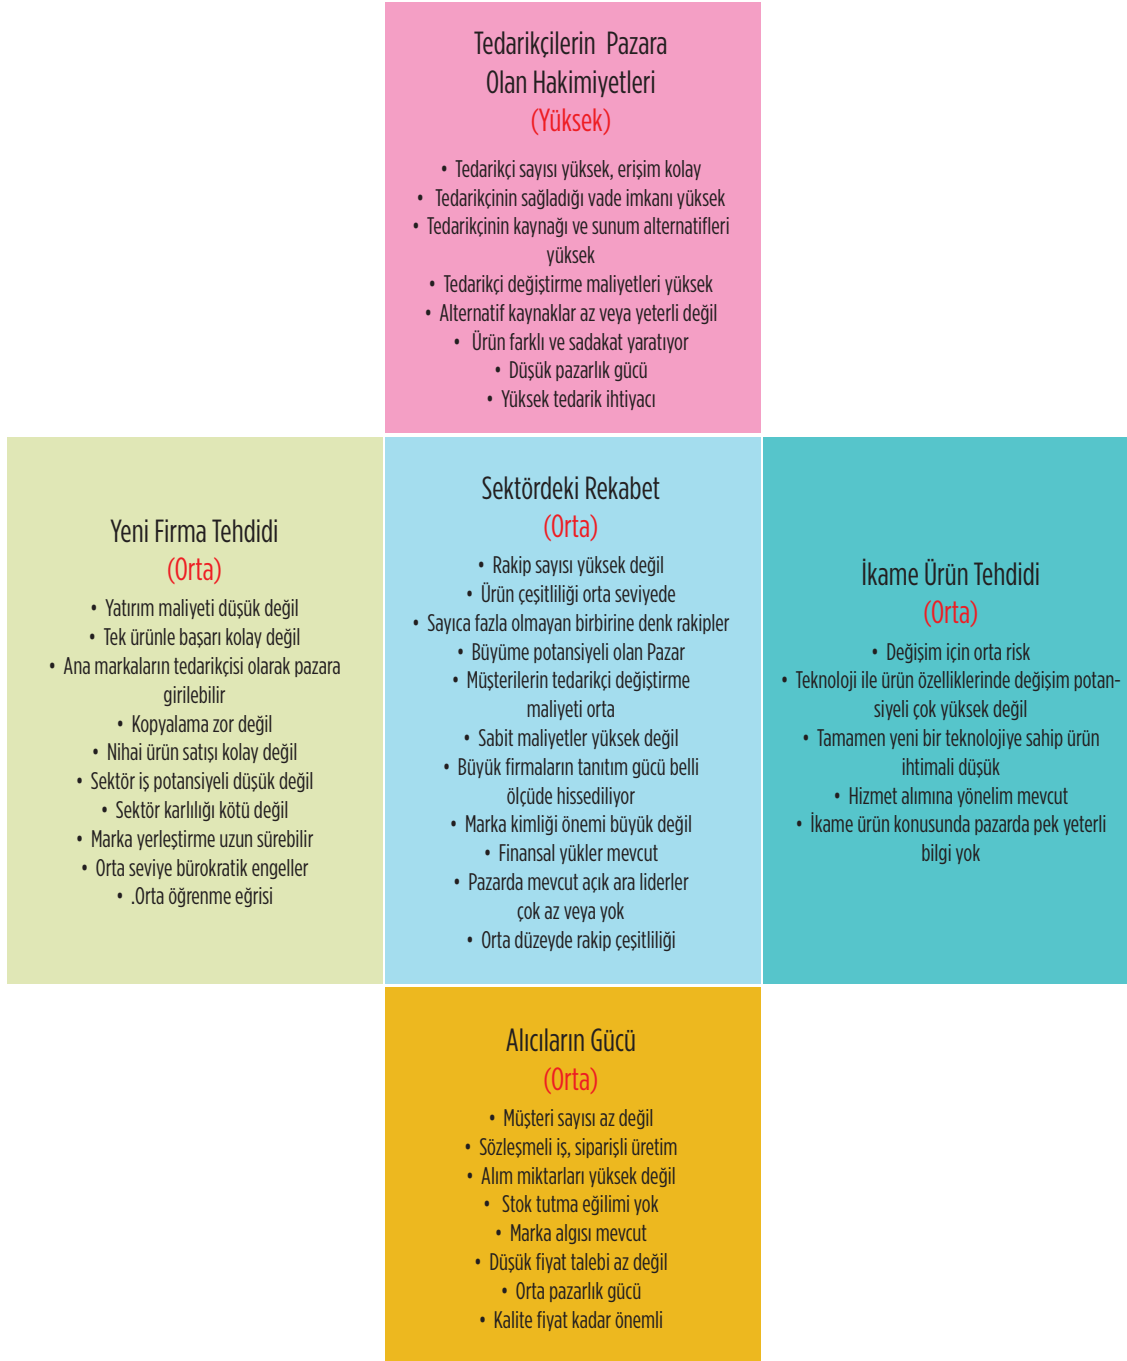 Tedarikçilerin Pazara
Olan Hakimiyetleri
(Yüksek)
• Tedarikçi sayısı yüksek, erişim kolay
• Tedarikçinin sağladığı vade imkanı yüksek
• Tedarikçinin kaynağı ve sunum alternatifleri
yüksek
• Tedarikçi değiştirme maliyetleri yüksek
• Alternatif kaynaklar az veya yeterli değil
• Ürün farklı ve sadakat yaratıyor
• Düşük pazarlık gücü
• Yüksek tedarik ihtiyacı
Yeni Firma Tehdidi
(Orta)
• Yatırım maliyeti düşük değil
• Tek ürünle başarı kolay değil
• Ana markaların tedarikçisi olarak pazara
girilebilir
• Kopyalama zor değil
• Nihai ürün satışı kolay değil
• Sektör iş potansiyeli düşük değil
• Sektör karlılığı kötü değil
• Marka yerleştirme uzun sürebilir
• Orta seviye bürokratik engeller
• .Orta öğrenme eğrisi
Sektördeki Rekabet
(Orta)
• Rakip sayısı yüksek değil
• Ürün çeşitliliği orta seviyede
• Sayıca fazla olmayan birbirine denk rakipler
• Büyüme potansiyeli olan Pazar
• Müşterilerin tedarikçi değiştirme
maliyeti orta
• Sabit maliyetler yüksek değil
• Büyük firmaların tanıtım gücü belli
ölçüde hissediliyor
• Marka kimliği önemi büyük değil
• Finansal yükler mevcut
• Pazarda mevcut açık ara liderler
çok az veya yok
• Orta düzeyde rakip çeşitliliği
İkame Ürün Tehdidi
(Orta)
• Değişim için orta risk
• Teknoloji ile ürün özelliklerinde değişim potan-
siyeli çok yüksek değil
• Tamamen yeni bir teknolojiye sahip ürün
ihtimali düşük
• Hizmet alımına yönelim mevcut
• İkame ürün konusunda pazarda pek yeterli
bilgi yok
Alıcıların Gücü
(Orta)
• Müşteri sayısı az değil
• Sözleşmeli iş, siparişli üretim
• Alım miktarları yüksek değil
• Stok tutma eğilimi yok
• Marka algısı mevcut
• Düşük fiyat talebi az değil
• Orta pazarlık gücü
• Kalite fiyat kadar önemli